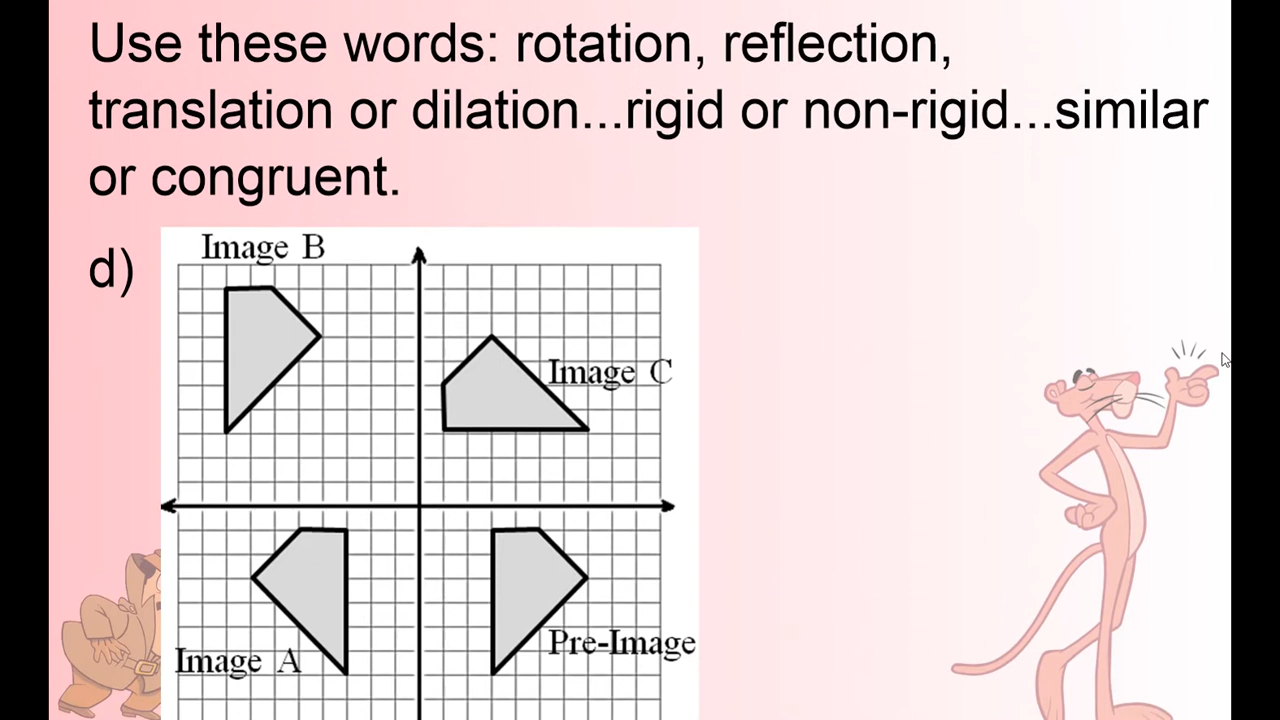 Use these words: rotation, reflection,
translation or dilation...rigid or non-rigid...similar
or congruent.
d)
Image B
Image C
Pre-Image
Image A